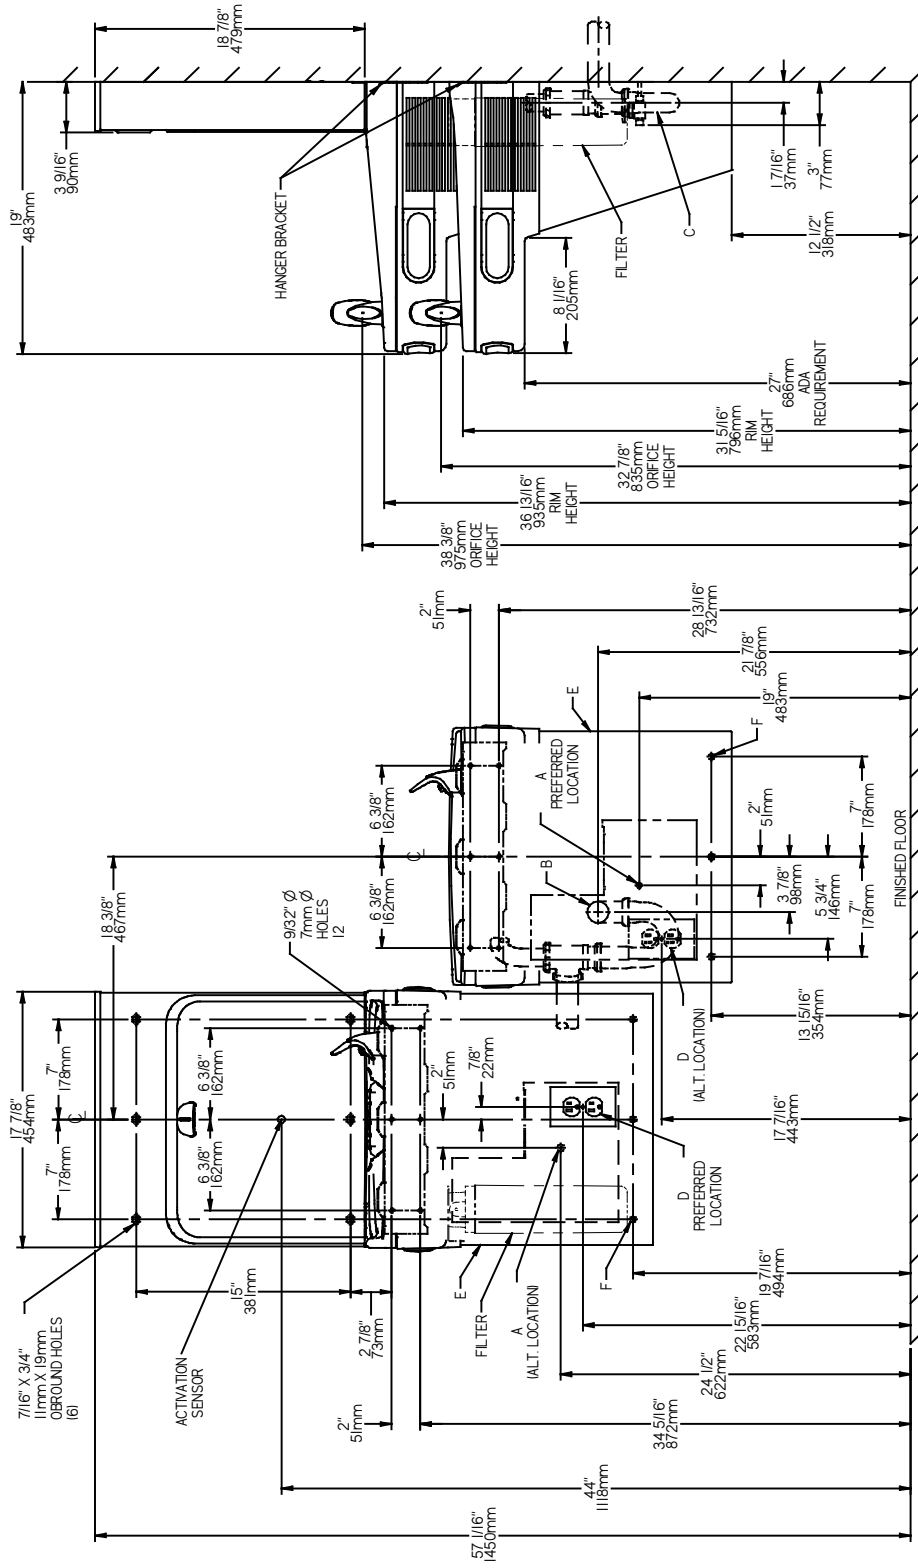 18 7/8"
479mm
3 9/16"
90mm
19"
483mm
HANGER BRACKET
FILTER
C
1 7/16"
37mm
3"
77mm
12 1/2"
318mm
8 1/16"
205mm
27"
686mm
ADA
REQUIREMENT
31 5/16"
796mm
RIM
HEIGHT
32 7/8"
835mm
ORIFICE
HEIGHT
36 13/16"
935mm
RIM
HEIGHT
38 3/8"
975mm
ORIFICE
HEIGHT
2"
51mm
28 13/16"
732mm
21 7/8"
556mm
19"
483mm
E
F
A
PREFERRED
LOCATION
B
6 3/8"
162mm
6 3/8"
162mm
℄
18 3/8"
467mm
9/32" Ø
7mm Ø
HOLES
12
2"
51mm
3 7/8"
98mm
5 3/4"
146mm
7"
178mm
7"
178mm
FINISHED FLOOR
D
(ALT. LOCATION)
13 15/16"
354mm
17 7/16"
443mm
17 7/8"
454mm
℄
7"
178mm
7"
178mm
6 3/8"
162mm
6 3/8"
162mm
2"
51mm
7/8"
22mm
D
PREFERRED
LOCATION
7/16" X 3/4"
11mm X 19mm
OBROUND HOLES
(6)
15"
381mm
2 7/8"
73mm
ACTIVATION
SENSOR
E
FILTER
A
(ALT. LOCATION)
F
19 7/16"
494mm
22 15/16"
583mm
24 1/2"
622mm
2"
51mm
34 5/16"
872mm
44"
1118mm
57 1/16"
1450mm